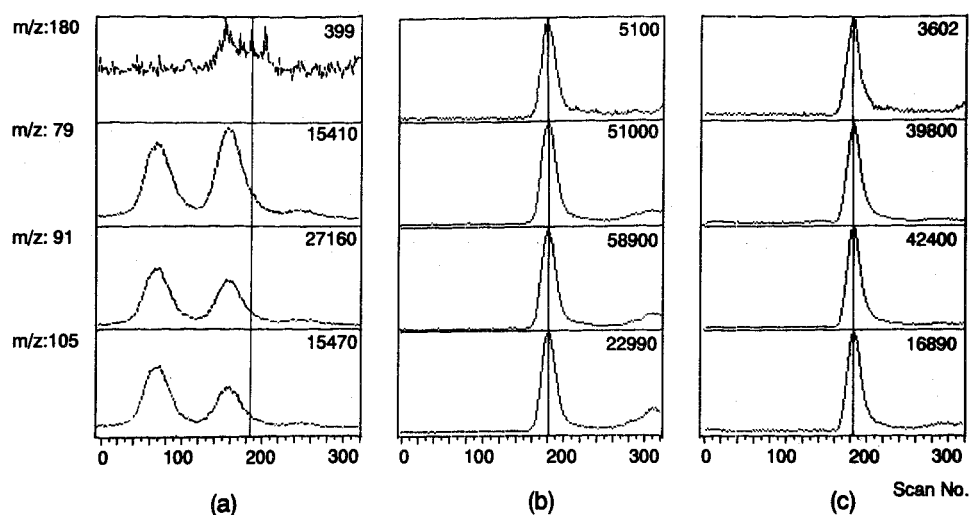 m/z:180 399 5100 3602
m/z: 79 15410 51000 39800
m/z: 91 27160 58900 42400
m/z:105 15470 22990 16890
0 100 200 300 0 100 200 300 0 100 200 300
Scan No.
(a) (b) (c)